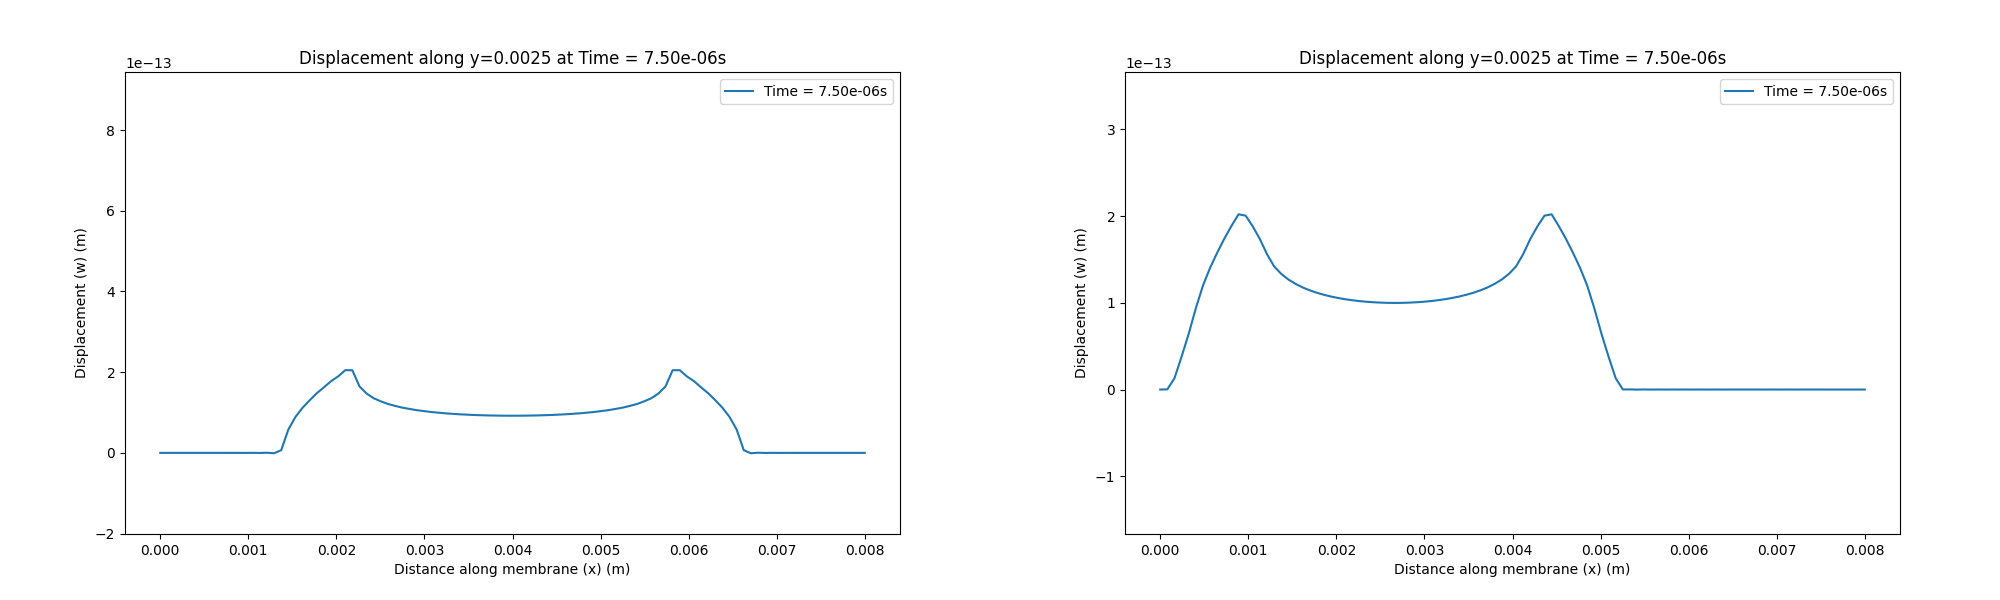 Displacement along y=0.0025 at Time = 7.50e-06s
1e−13
Time = 7.50e-06s
8
6
4
2
0
−2
Displacement (w) (m)
0.000 0.001 0.002 0.003 0.004 0.005 0.006 0.007 0.008
Distance along membrane (x) (m)
Displacement along y=0.0025 at Time = 7.50e-06s
1e−13
Time = 7.50e-06s
3
2
1
0
−1
Displacement (w) (m)
0.000 0.001 0.002 0.003 0.004 0.005 0.006 0.007 0.008
Distance along membrane (x) (m)